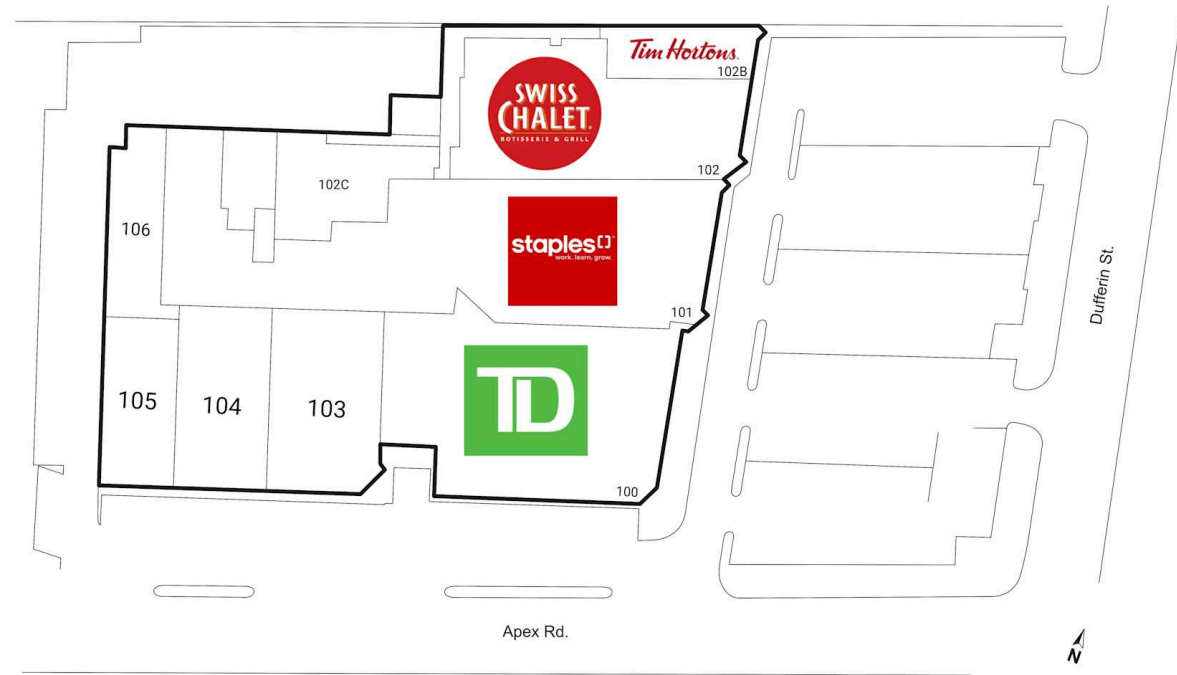 Tim Hortons.
102B
SWISS
CHALET.
ROTISSERIE & GRILL
102
102C
106
staples
work. learn. grow.
101
Dufferin St.
TD
105
104
103
100
Apex Rd.
N